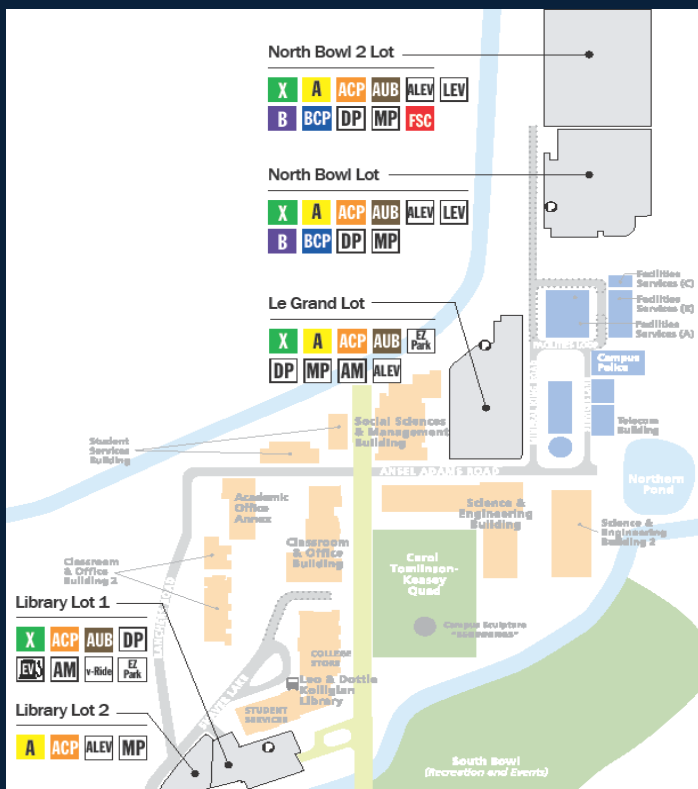 North Bowl 2 Lot
X A ACP AUB ALEV LEV
B BCP DP MP FSC
North Bowl Lot
X A ACP AUB ALEV LEV
B BCP DP MP
Facilities
Services (C)
Facilities
Facilities
Services (A)
FACILITIES LOOP
Le Grand Lot
X A ACP AUB EZ Park
DP MP AM ALEV
Campus
Police
Telecom
Building
Social Sciences
& Management
Building
Student
Services
Building
ANSEL ADAMS ROAD
Northern
Pond
Academic
Office
Annex
Science &
Engineering
Building
Science &
Engineering
Building 2
Classroom
& Office
Building
Classroom
& Office
Building 2
Carol
Tomlinson-
Keasey
Quad
Campus Sculpture
"BEGINNINGS"
Library Lot 1
X ACP AUB DP
EVS AM v-Ride EZ Park
COLLEGE
STORE
Leo & Dottie
Kolligian
Library
STUDENT
SERVICES
Library Lot 2
A ACP ALEV MP
South Bowl
(Recreation and Events)